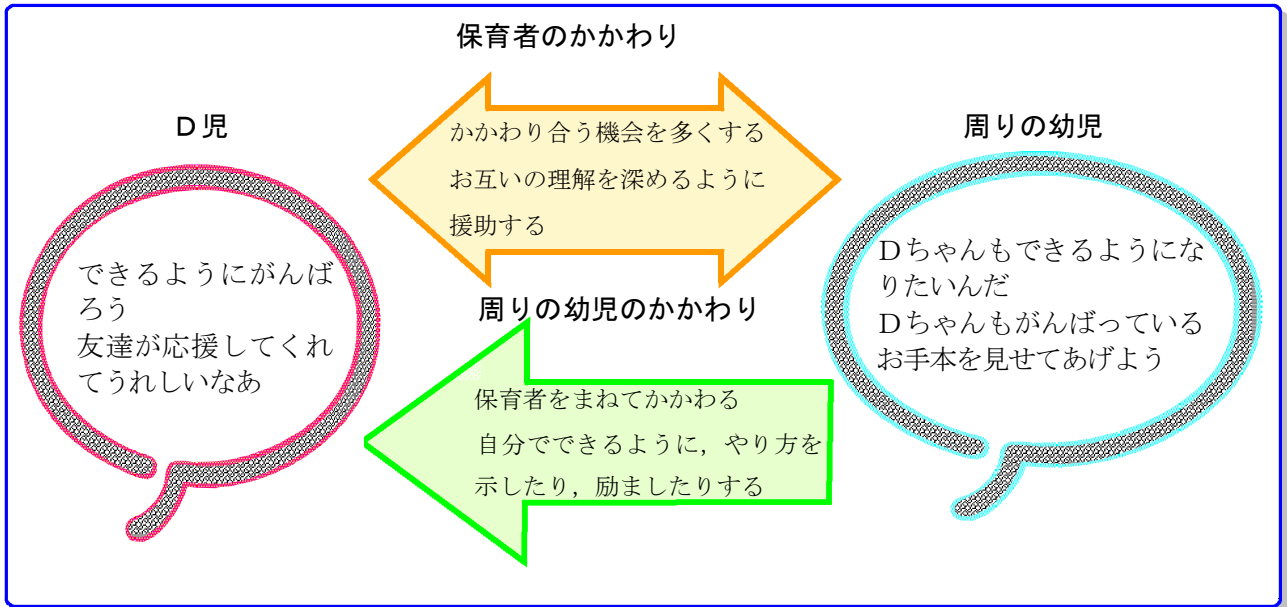 保育者のかかわり
D児
かかわり合う機会を多くする
お互いの理解を深めるように
援助する
周りの幼児
できるようにがんば
ろう
友達が応援してくれ
てうれしいなあ
Dちゃんもできるようにな
りたいんだ
Dちゃんもがんばっている
お手本を見せてあげよう
周りの幼児のかかわり
保育者をまねてかかわる
自分でできるように，やり方を
示したり，励ましたりする